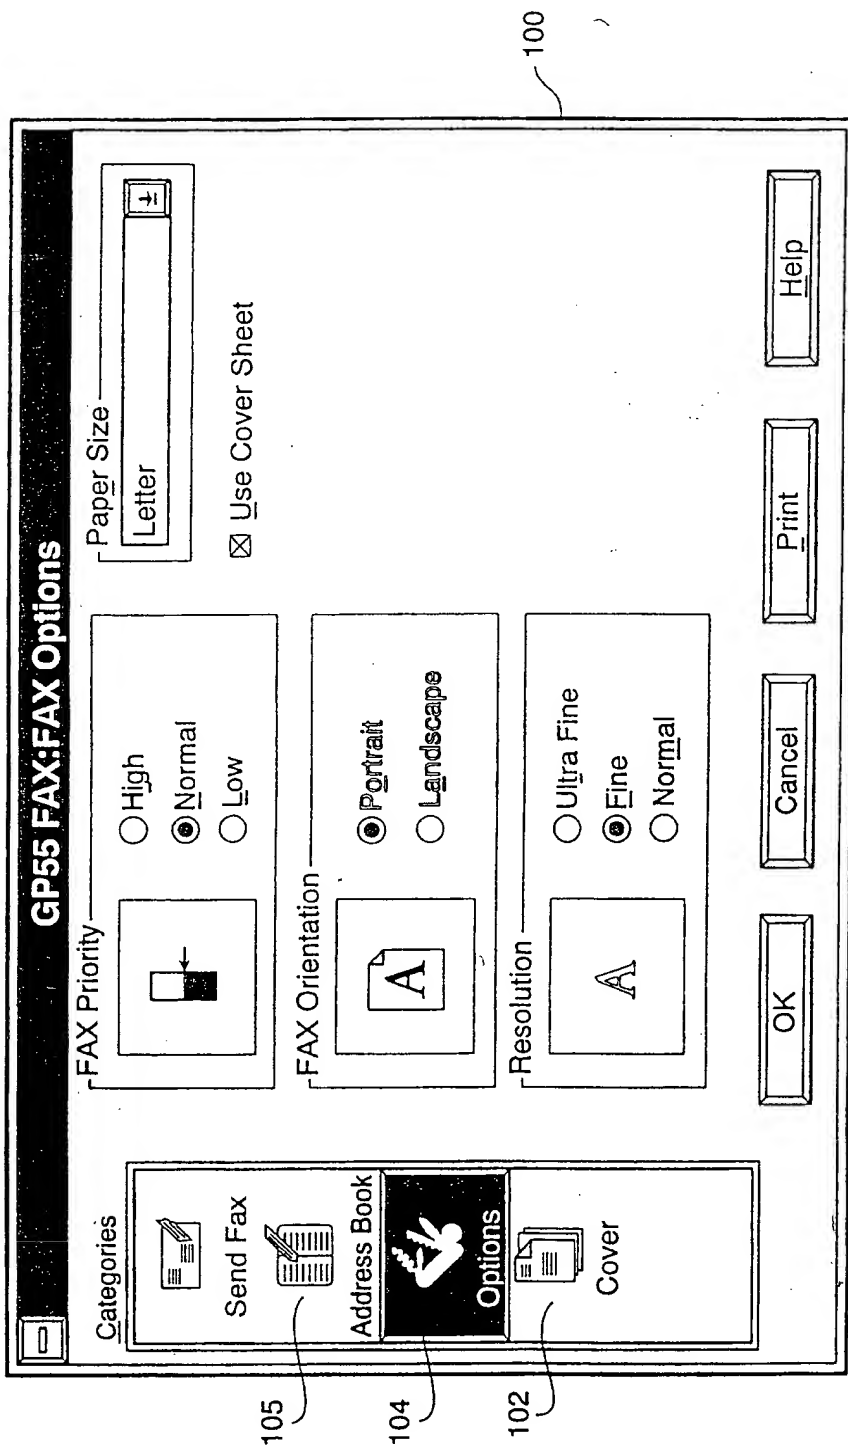 GP55 FAX:FAX Options
Categories
Send Fax
Address Book
Options
Cover
FAX Priority
High
Normal
Low
FAX Orientation
Portrait
Landscape
Resolution
Ultra Fine
Fine
Normal
Paper Size
Letter
Use Cover Sheet
OK
Cancel
Print
Help
A
A
100
105
104
102